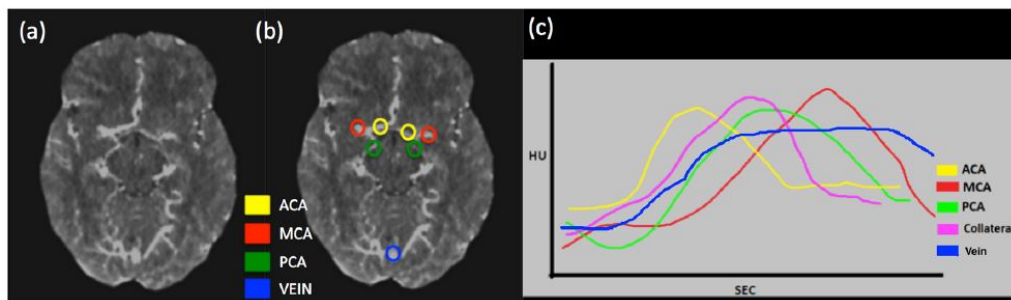 (a)
(b)
ACA
MCA
PCA
VEIN
(c)
HU
SEC
ACA
MCA
PCA
Collatera
Vein